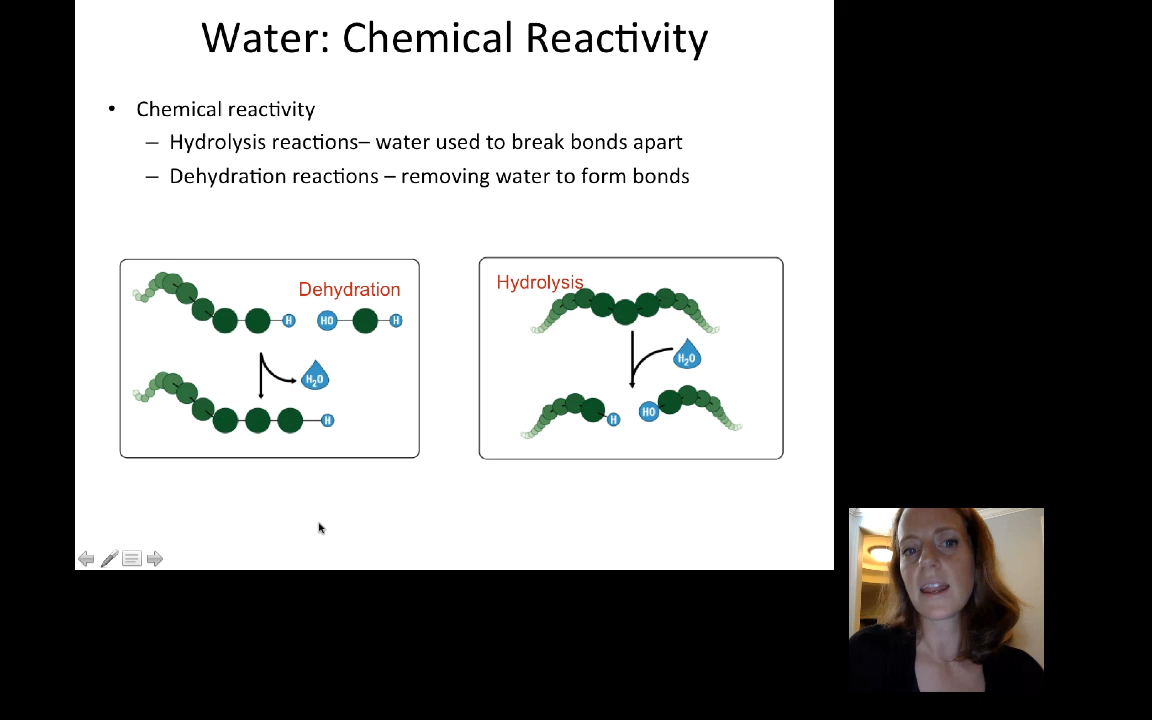 Water: Chemical Reactivity
• Chemical reactivity
– Hydrolysis reactions– water used to break bonds apart
– Dehydration reactions – removing water to form bonds
Dehydration
H HO H
H₂O
H
Hydrolysis
H₂O
H HO